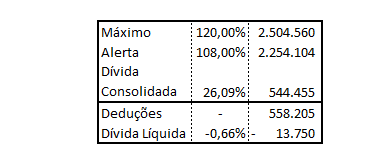 Máximo 120,00% 2.504.560
Alerta 108,00% 2.254.104
Dívida
Consolidada 26,09% 544.455
Deduções - 558.205
Dívida Líquida -0,66% - 13.750